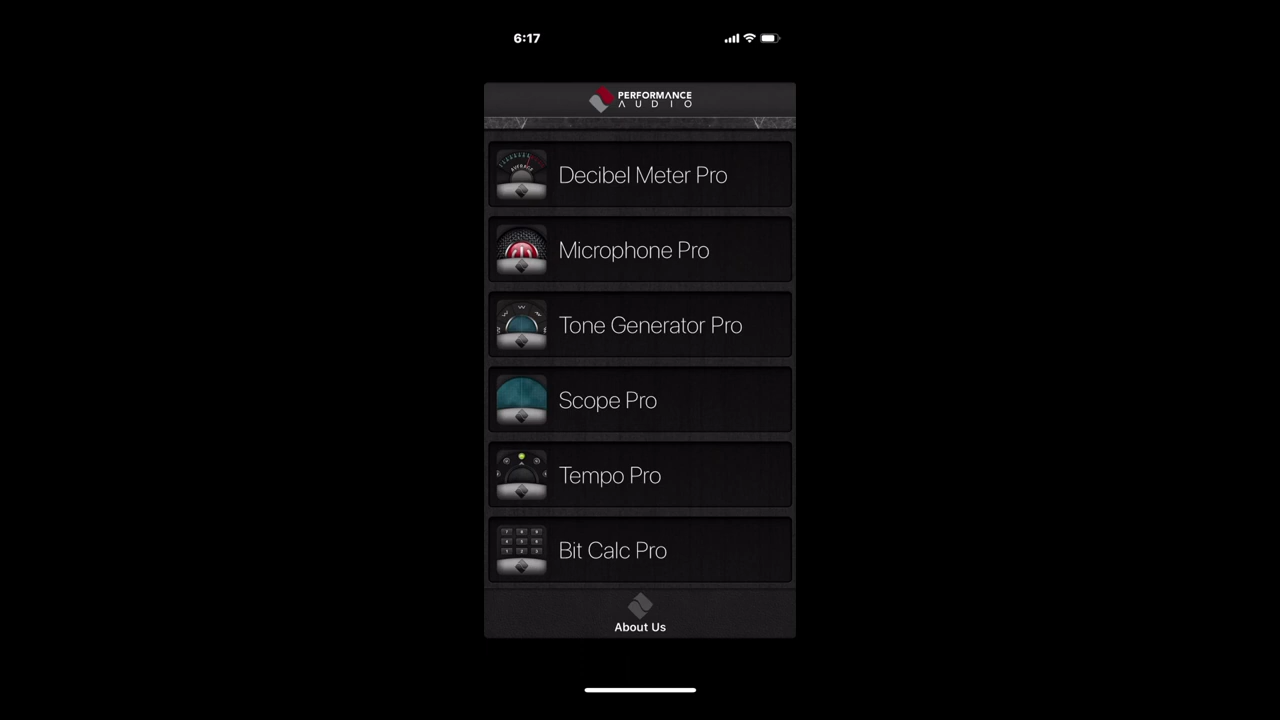 6:17
PERFORMANCE
AUDIO
Decibel Meter Pro
Microphone Pro
Tone Generator Pro
Scope Pro
Tempo Pro
Bit Calc Pro
About Us